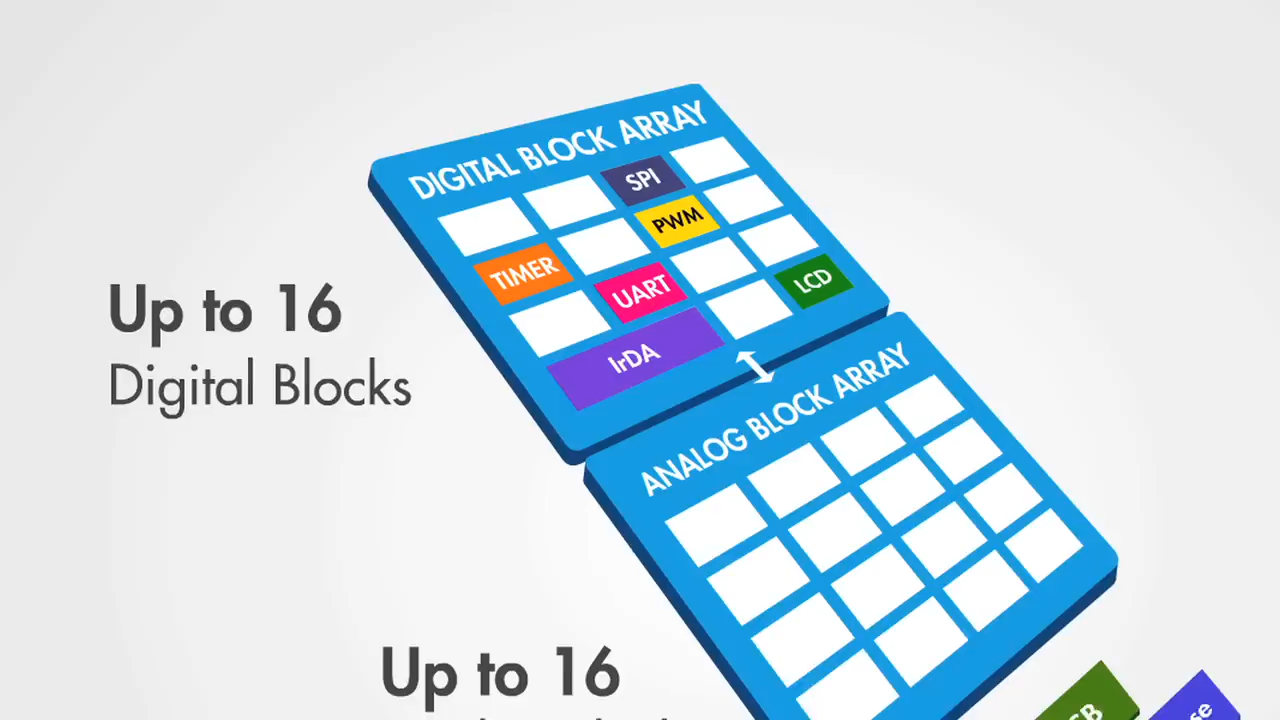 DIGITAL BLOCK ARRAY
SPI
PWM
TIMER
UART
LCD
IrDA
Up to 16
Digital Blocks
ANALOG BLOCK ARRAY
Up to 16